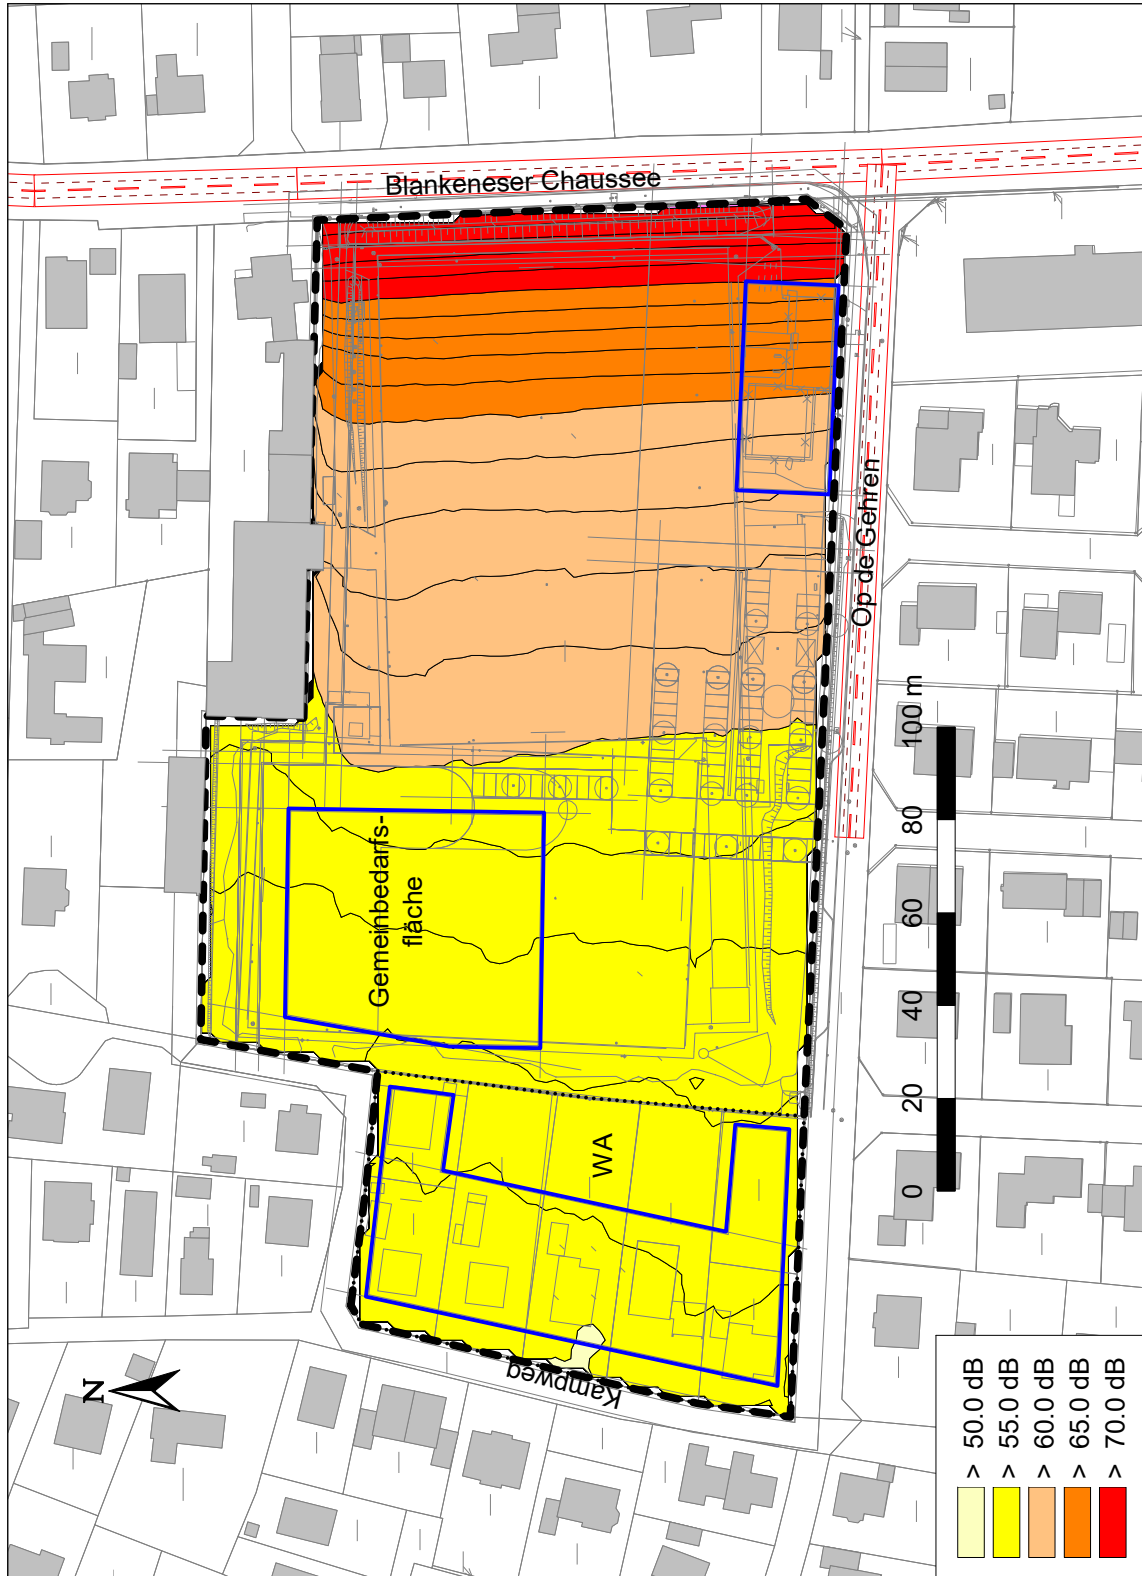 Blankeneser Chaussee
Op de Gehren
Gemeinbedarfs-
fläche
WA
Kampweg
N
0 20 40 60 80 100 m
> 50.0 dB
> 55.0 dB
> 60.0 dB
> 65.0 dB
> 70.0 dB